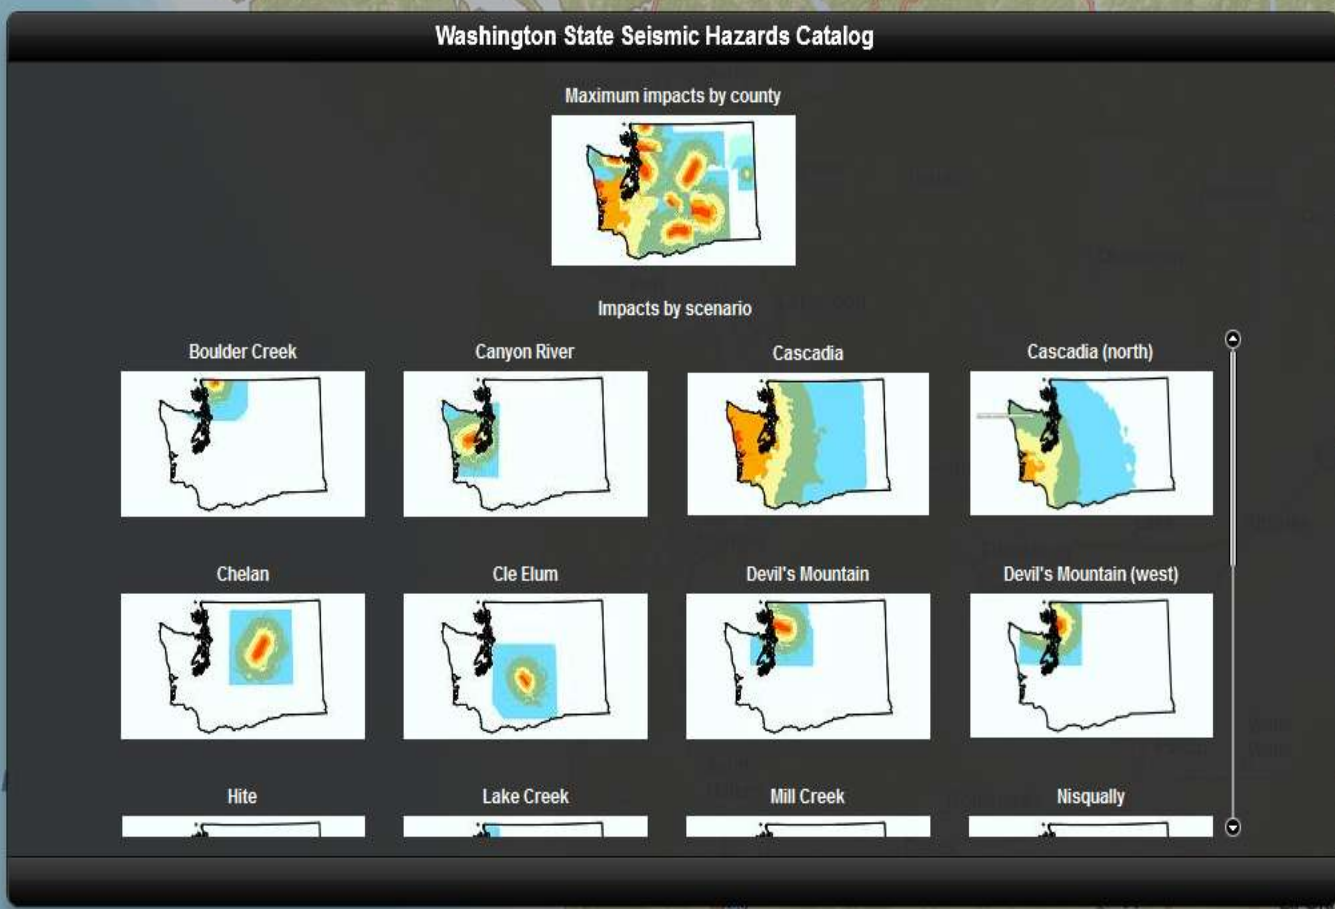 Washington State Seismic Hazards Catalog
Maximum impacts by county
Impacts by scenario
Boulder Creek
Canyon River
Cascadia
Cascadia (north)
Chelan
Cle Elum
Devil's Mountain
Devil's Mountain (west)
Hite
Lake Creek
Mill Creek
Nisqually